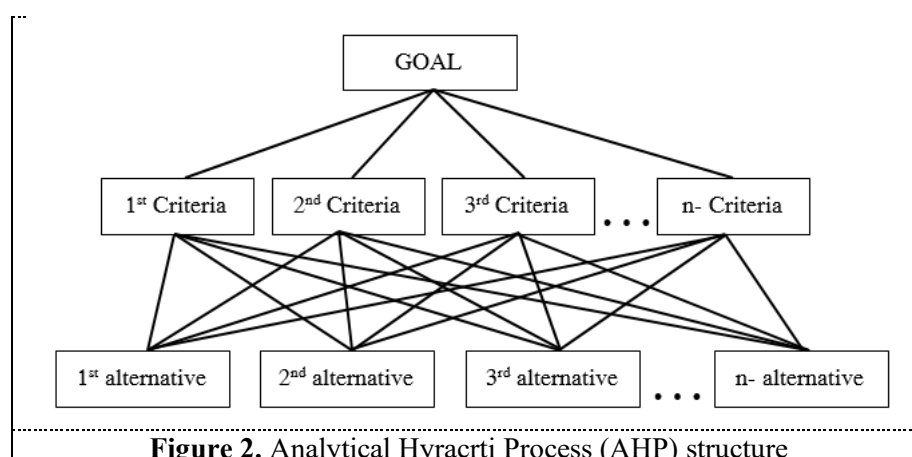 GOAL
1st Criteria 2nd Criteria 3rd Criteria ... n- Criteria
1st alternative 2nd alternative 3rd alternative ... n- alternative
Figure 2. Analytical Hyracrti Process (AHP) structure